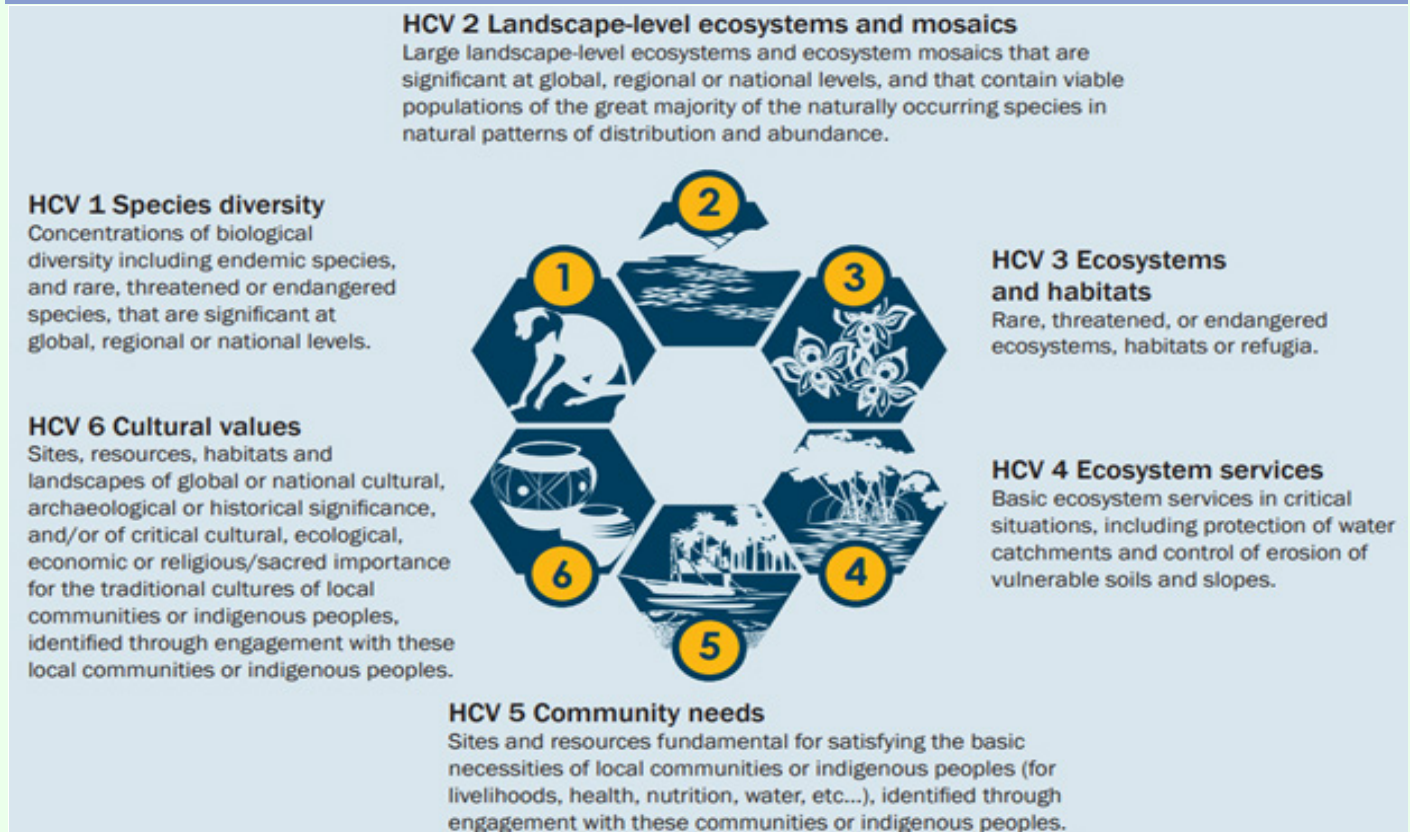 HCV 2 Landscape-level ecosystems and mosaics
Large landscape-level ecosystems and ecosystem mosaics that are
significant at global, regional or national levels, and that contain viable
populations of the great majority of the naturally occurring species in
natural patterns of distribution and abundance.
HCV 1 Species diversity
Concentrations of biological
diversity including endemic species,
and rare, threatened or endangered
species, that are significant at
global, regional or national levels.
2
1
3
HCV 3 Ecosystems
and habitats
Rare, threatened, or endangered
ecosystems, habitats or refugia.
HCV 6 Cultural values
Sites, resources, habitats and
landscapes of global or national cultural,
archaeological or historical significance,
and/or of critical cultural, ecological,
economic or religious/sacred importance
for the traditional cultures of local
communities or indigenous peoples,
identified through engagement with these
local communities or indigenous peoples.
6
4
5
HCV 4 Ecosystem services
Basic ecosystem services in critical
situations, including protection of water
catchments and control of erosion of
vulnerable soils and slopes.
HCV 5 Community needs
Sites and resources fundamental for satisfying the basic
necessities of local communities or indigenous peoples (for
livelihoods, health, nutrition, water, etc...), identified through
engagement with these communities or indigenous peoples.